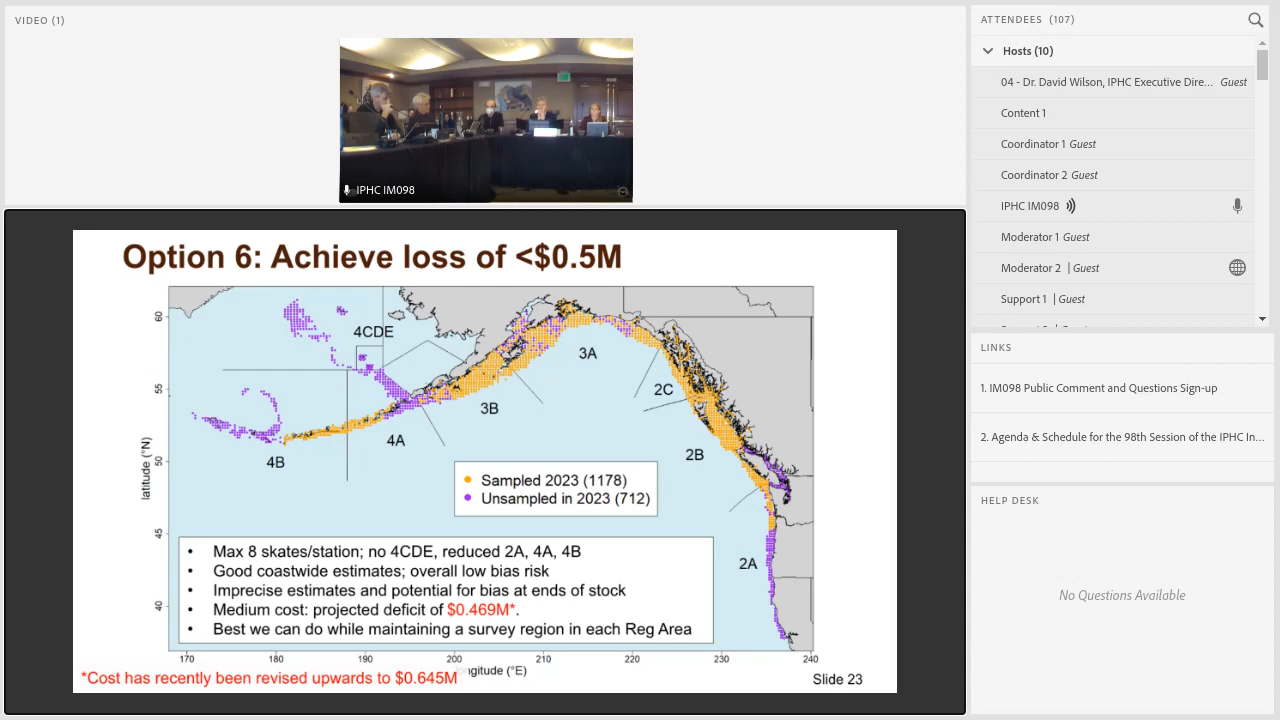 VIDEO (1)
IPHC IM098
Option 6: Achieve loss of <$0.5M
4CDE
3A
2C
3B
4A
4B
2B
2A
Sampled 2023 (1178)
Unsampled in 2023 (712)
latitude (°N)
60
55
50
45
40
• Max 8 skates/station; no 4CDE, reduced 2A, 4A, 4B
• Good coastwide estimates; overall low bias risk
• Imprecise estimates and potential for bias at ends of stock
• Medium cost: projected deficit of $0.469M*.
• Best we can do while maintaining a survey region in each Reg Area
170 180 190 200 210 220 230 240
ngitude (°E)
*Cost has recently been revised upwards to $0.645M
Slide 23
ATTENDEES (107)
Hosts (10)
04 - Dr. David Wilson, IPHC Executive Dire... Guest
Content 1
Coordinator 1 Guest
Coordinator 2 Guest
IPHC IM098
Moderator 1 Guest
Moderator 2 | Guest
Support 1 | Guest
LINKS
1. IM098 Public Comment and Questions Sign-up
2. Agenda & Schedule for the 98th Session of the IPHC In...
HELP DESK
No Questions Available